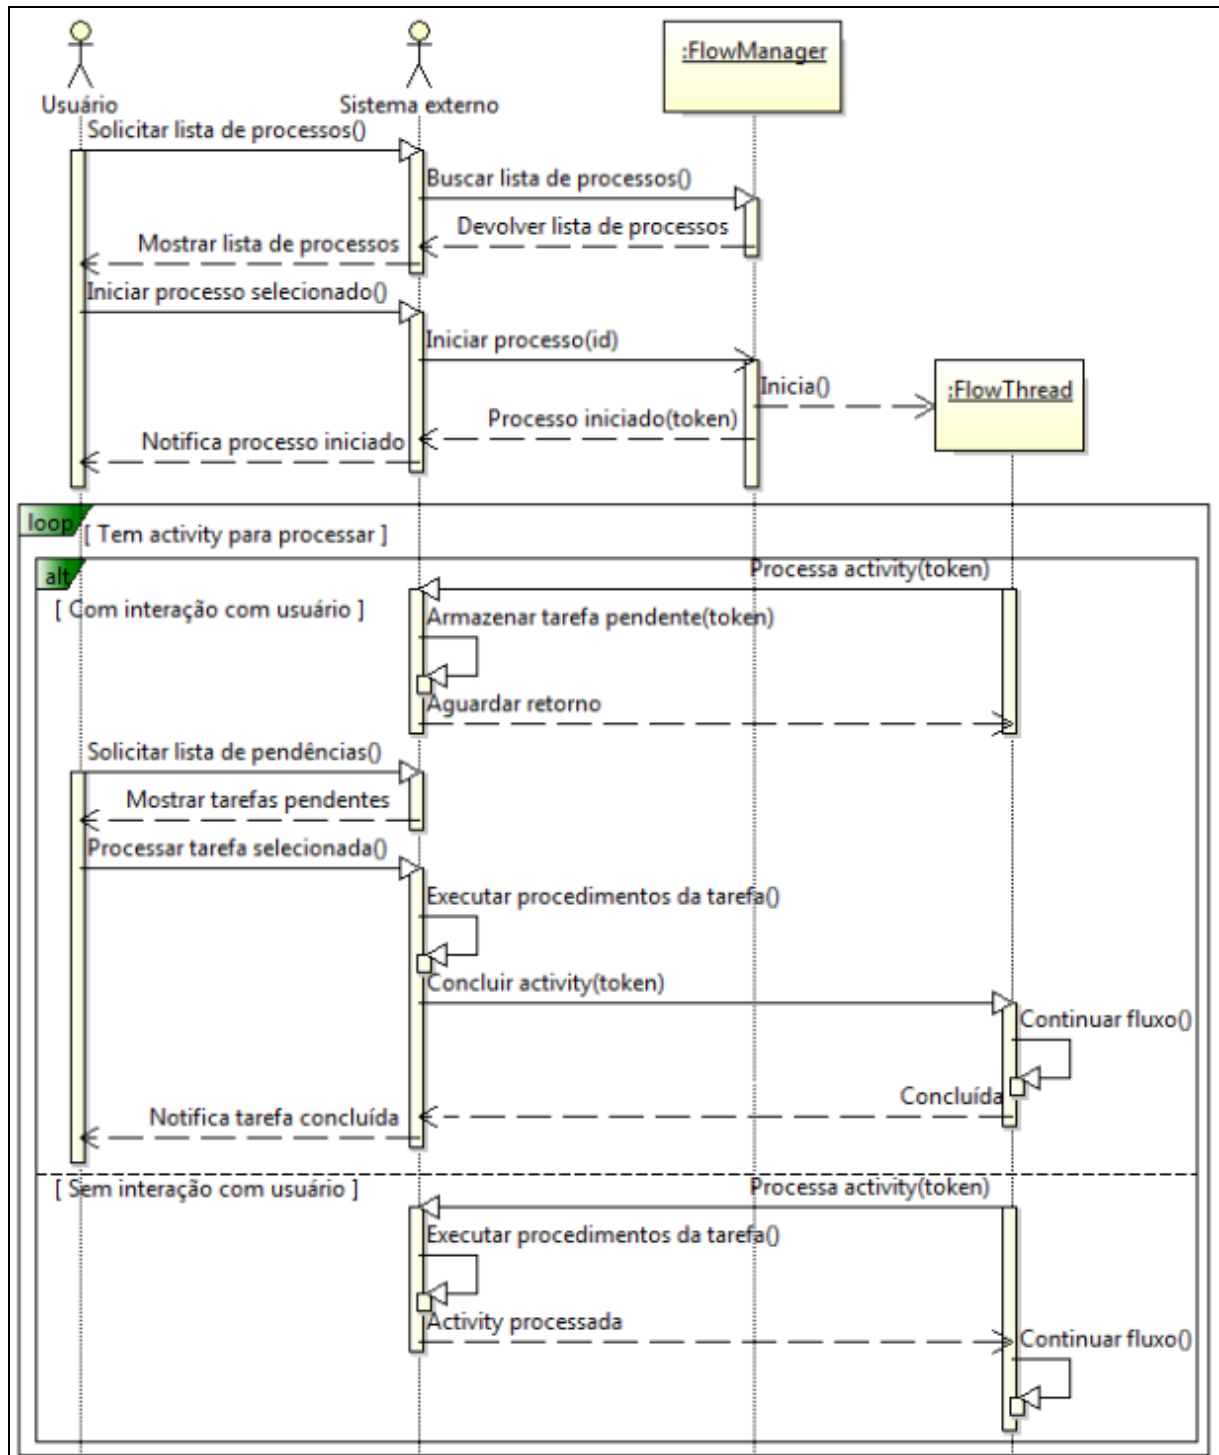 :FlowManager
Usuário
Sistema externo
Solicitar lista de processos()
Buscar lista de processos()
Devolver lista de processos
Mostrar lista de processos
Iniciar processo selecionado()
Iniciar processo(id)
Inicia()
:FlowThread
Processo iniciado(token)
Notifica processo iniciado
loop
[ Tem activity para processar ]
alt
Processa activity(token)
[ Com interação com usuário ]
Armazenar tarefa pendente(token)
Aguardar retorno
Solicitar lista de pendências()
Mostrar tarefas pendentes
Processar tarefa selecionada()
Executar procedimentos da tarefa()
Concluir activity(token)
Continuar fluxo()
Concluída
Notifica tarefa concluída
[ Sem interação com usuário ]
Processa activity(token)
Executar procedimentos da tarefa()
Activity processada
Continuar fluxo()